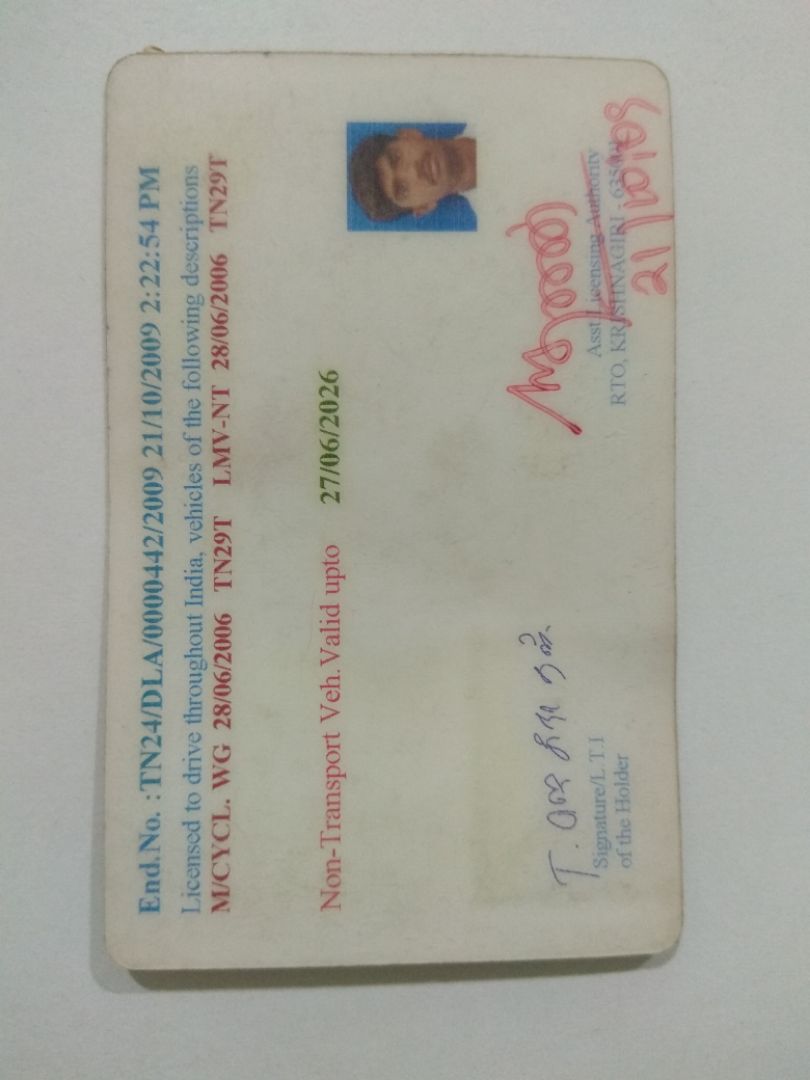 End.No. : TN24/DLA/0000442/2009 21/10/2009 2:22:54 PM
Licensed to drive throughout India, vehicles of the following descriptions
M/CYCL. WG 28/06/2006 TN29T LMV-NT 28/06/2006 TN29T
Non-Transport Veh.Valid upto 27/06/2026
T.
Signature/L.T.I
of the Holder
Asst Licensing Authority
RTO, KRISHNAGIRI
21/10/09